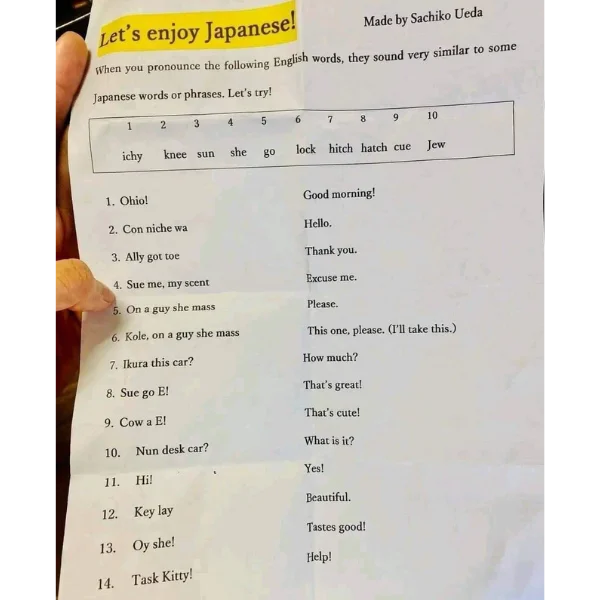 Let's enjoy Japanese!
Made by Sachiko Ueda
When you pronounce the following English words, they sound very similar to some
Japanese words or phrases. Let's try!
1 2 3 4 5 6 7 8 9 10
ichy knee sun she go lock hitch hatch cue Jew
1. Ohio! Good morning!
2. Con niche wa Hello.
3. Ally got toe Thank you.
4. Sue me, my scent Excuse me.
5. On a guy she mass Please.
6. Kole, on a guy she mass This one, please. (I'll take this.)
7. Ikura this car? How much?
8. Sue go E! That's great!
9. Cow a E! That's cute!
10. Nun desk car? What is it?
11. Hi! Yes!
12. Key lay Beautiful.
13. Oy she! Tastes good!
14. Task Kitty! Help!